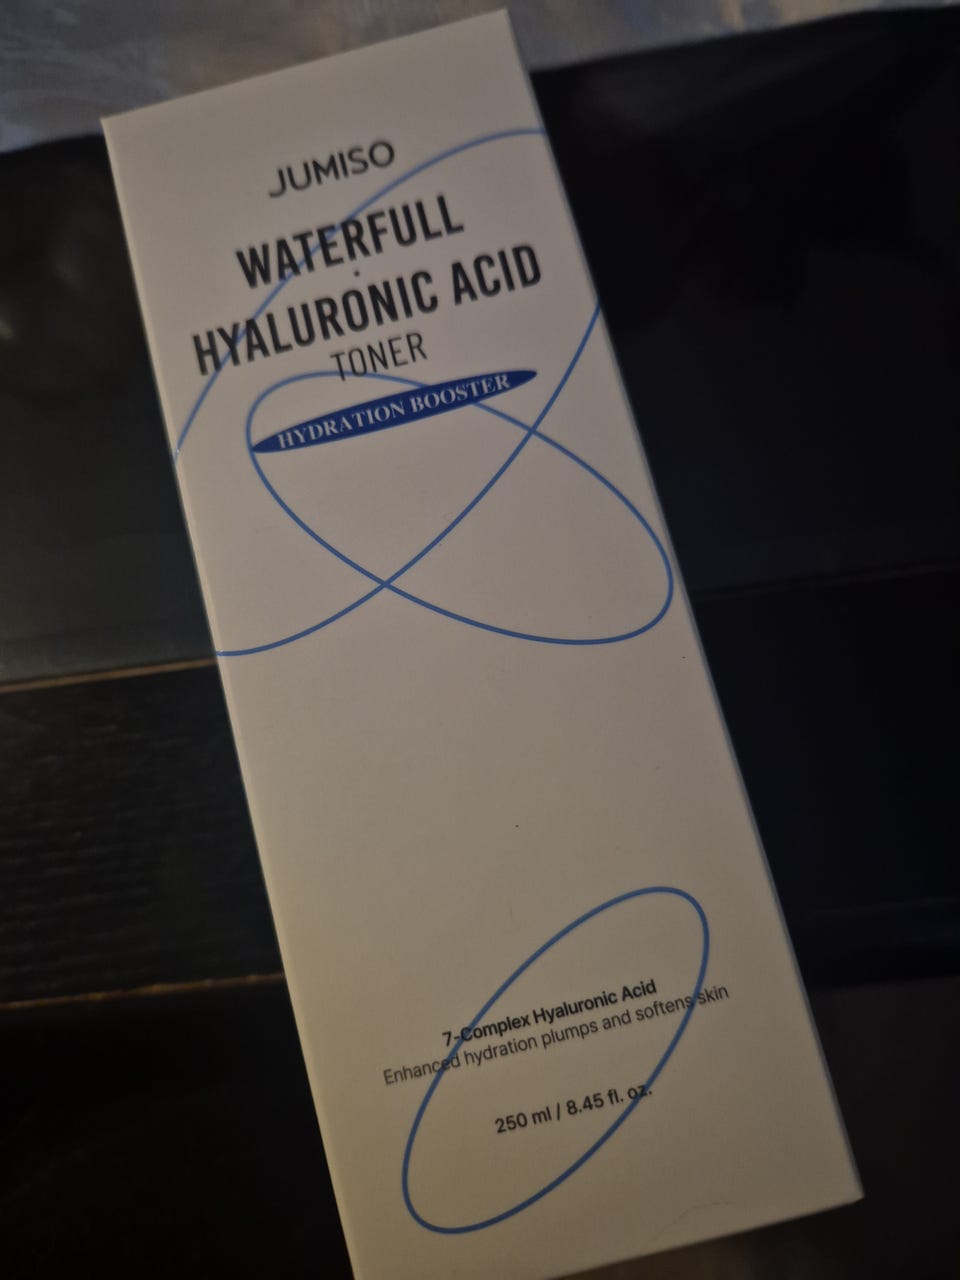 JUMISO
WATERFULL
HYALURONIC ACID
TONER
HYDRATION BOOSTER
7-Complex Hyaluronic Acid
Enhanced hydration plumps and softens skin
250 ml / 8.45 fl. oz.